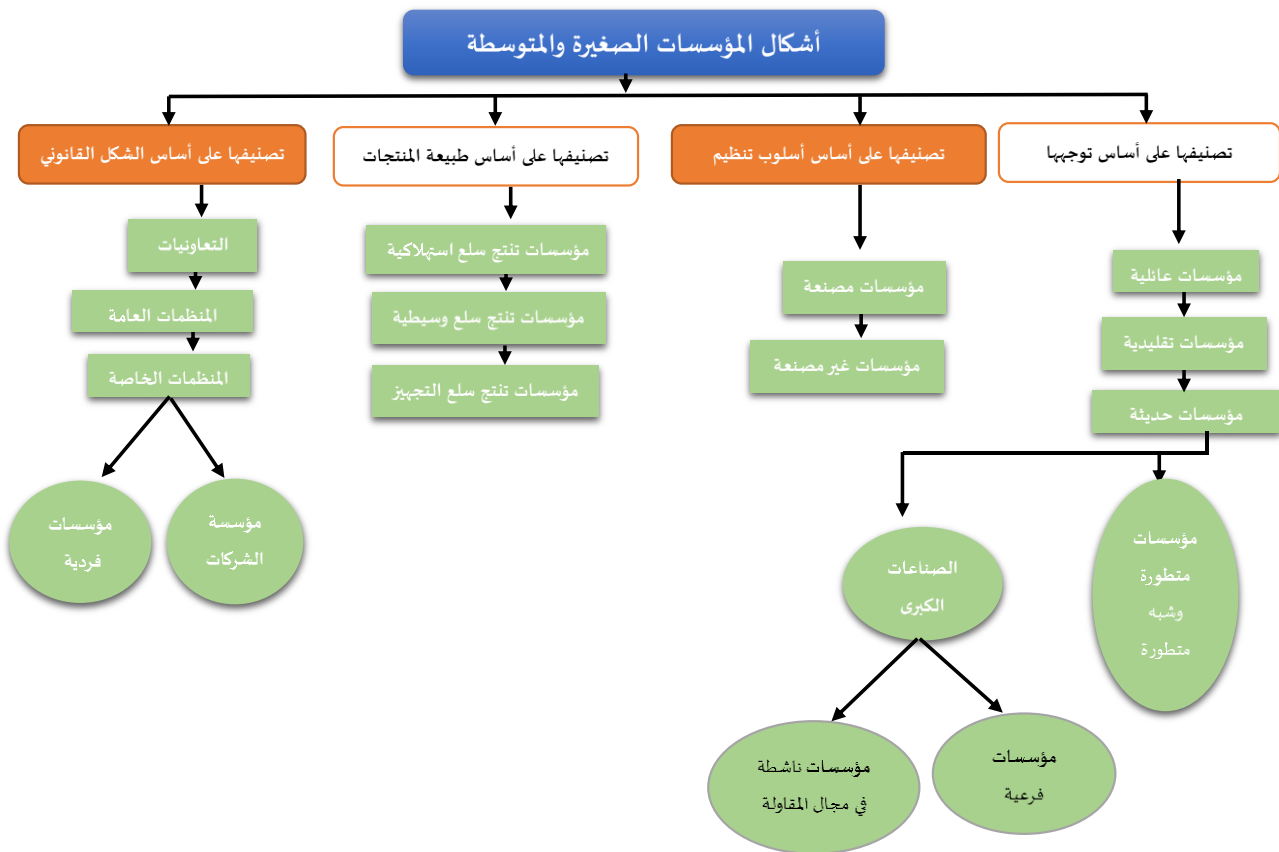 أشكال المؤسسات الصغيرة والمتوسطة
تصنيفها على أساس توجهها
مؤسسات عائلية
مؤسسات تقليدية
مؤسسات حديثة
مؤسسات
متطورة
وشبه
متطورة
الصناعات
الكبرى
مؤسسات
فرعية
مؤسسات ناشطة
في مجال المقاولة
تصنيفها على أساس أسلوب تنظيم
مؤسسات مصنعة
مؤسسات غير مصنعة
تصنيفها على أساس طبيعة المنتجات
مؤسسات تنتج سلع استهلاكية
مؤسسات تنتج سلع وسيطية
مؤسسات تنتج سلع التجهيز
تصنيفها على أساس الشكل القانوني
التعاونيات
المنظمات العامة
المنظمات الخاصة
مؤسسة
الشركات
مؤسسات
فردية